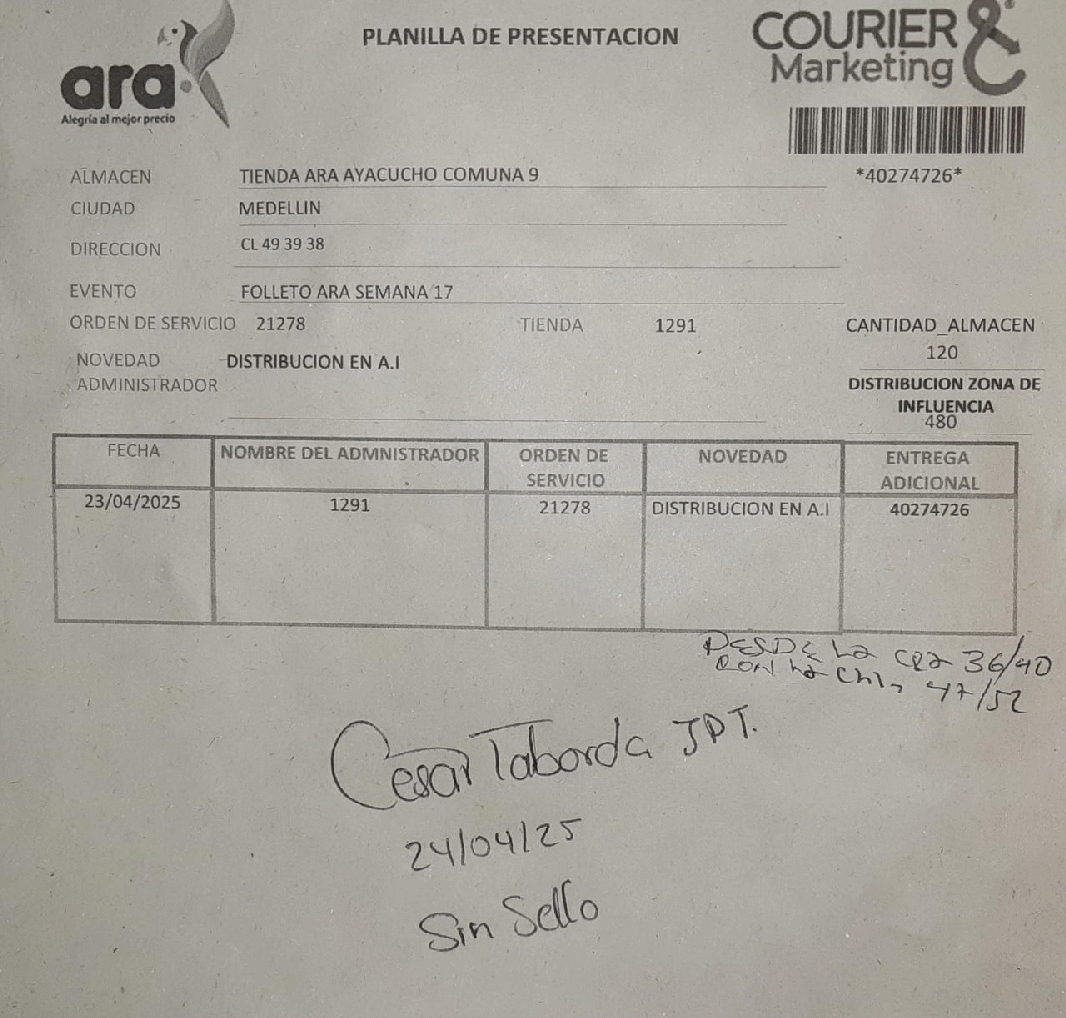 PLANILLA DE PRESENTACION
COURIER &
Marketing
ara
Alegría al mejor precio
*40274726*
ALMACEN TIENDA ARA AYACUCHO COMUNA 9
CIUDAD MEDELLIN
DIRECCION CL 49 39 38
EVENTO FOLLETO ARA SEMANA 17
ORDEN DE SERVICIO 21278 TIENDA 1291 CANTIDAD_ALMACEN
120
NOVEDAD DISTRIBUCION EN A.I
ADMINISTRADOR
DISTRIBUCION ZONA DE
INFLUENCIA
480
FECHA NOMBRE DEL ADMNISTRADOR ORDEN DE SERVICIO NOVEDAD ENTREGA ADICIONAL
23/04/2025 1291 21278 DISTRIBUCION EN A.I 40274726
DESDE LA CRA 36/40
CON LA 47/52
Cesar Taborda JPT.
24/04/25
Sin Sello